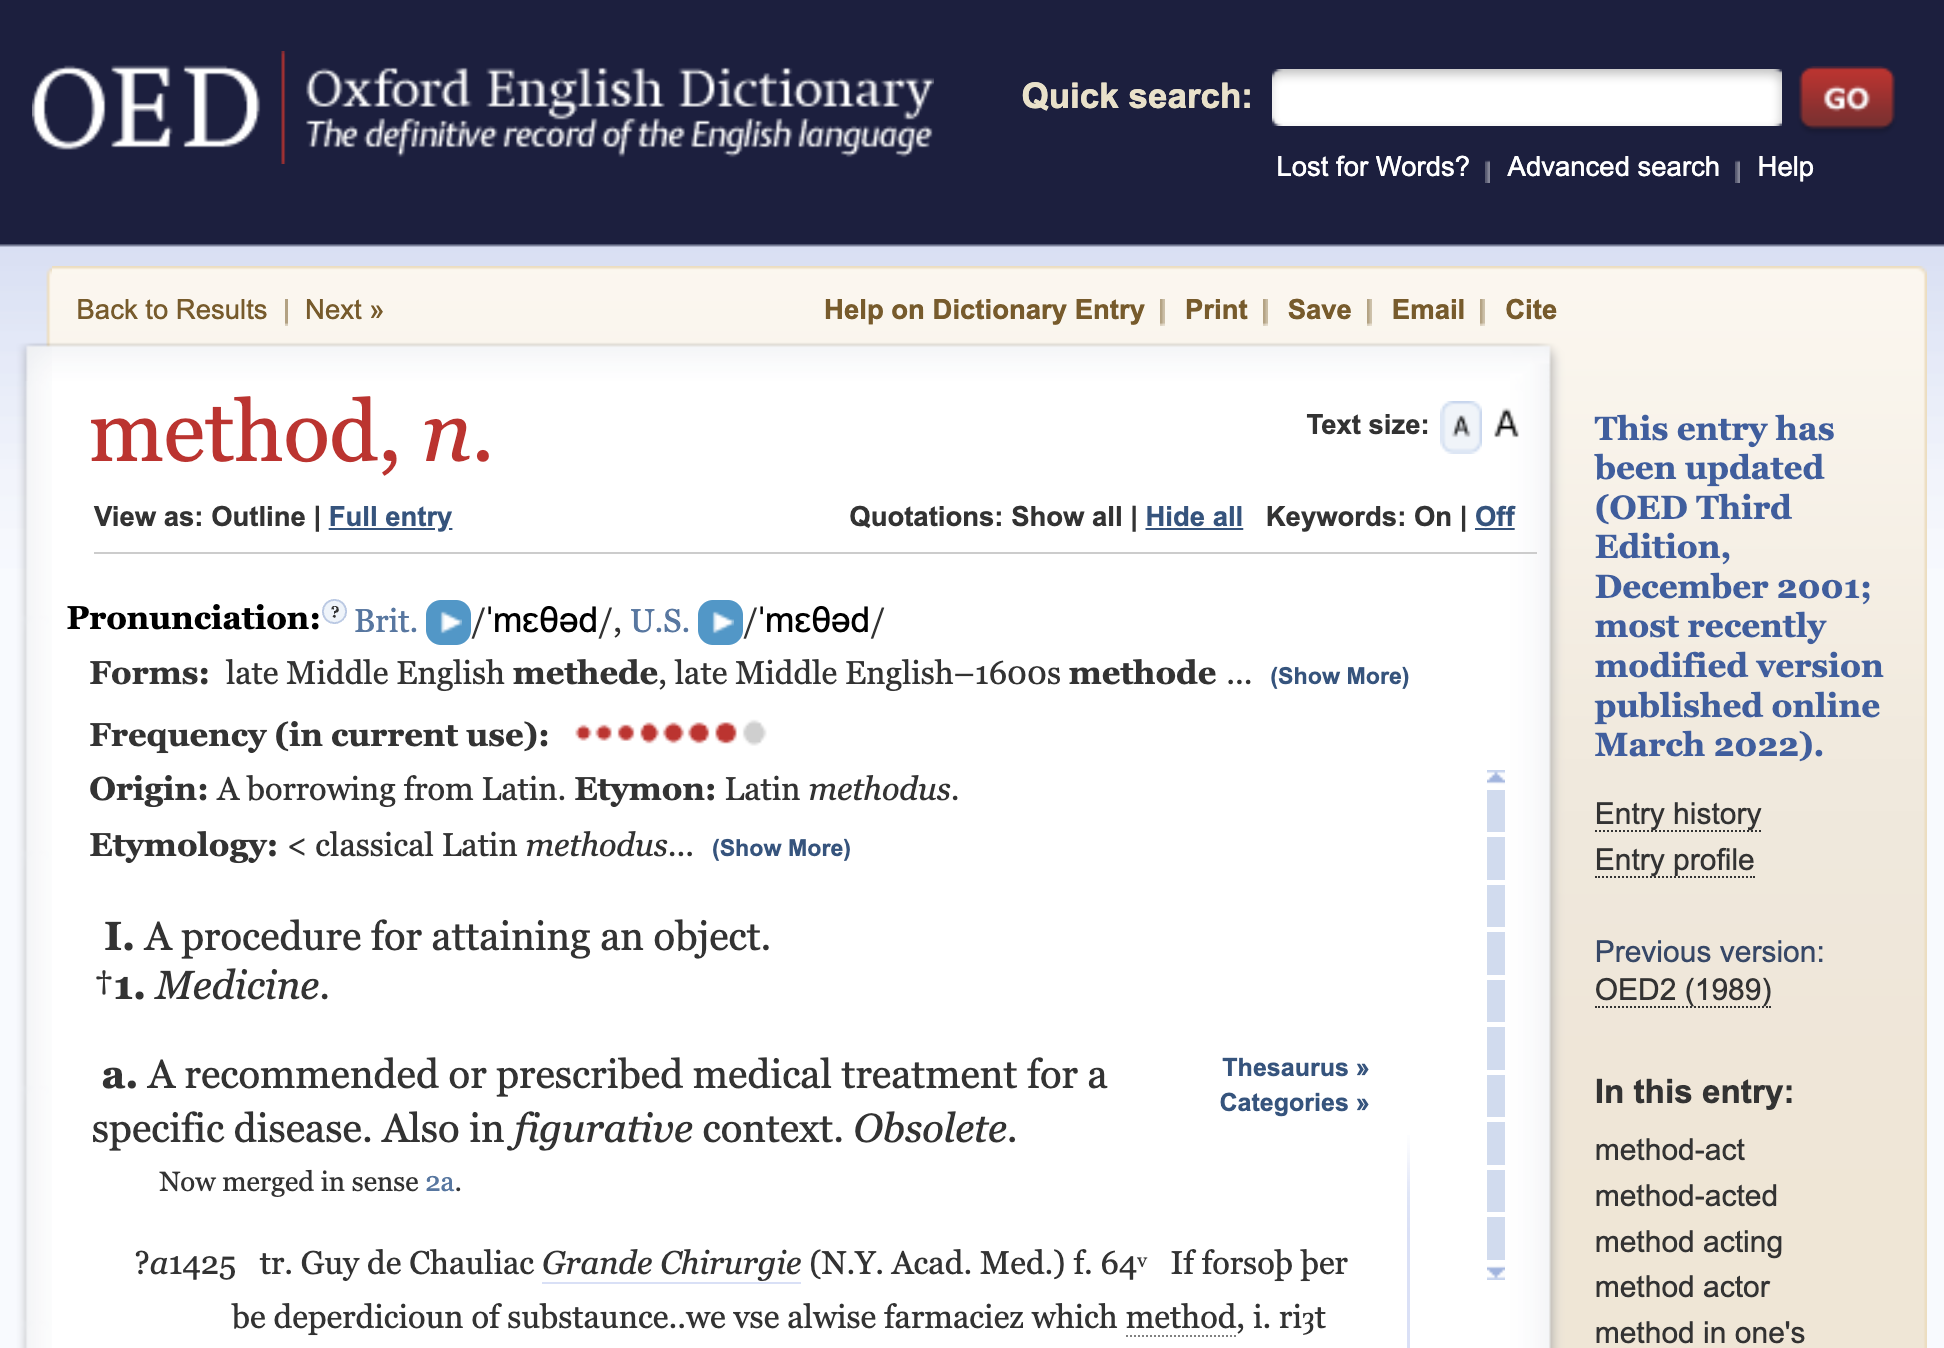 OED Oxford English Dictionary
The definitive record of the English language
Quick search: GO
Lost for Words? | Advanced search | Help
Back to Results | Next »
Help on Dictionary Entry | Print | Save | Email | Cite
method, n.
Text size: A A
View as: Outline | Full entry
Quotations: Show all | Hide all Keywords: On | Off
Pronunciation:? Brit. /ˈmɛθəd/, U.S. /ˈmɛθəd/
Forms: late Middle English methede, late Middle English–1600s methode ... (Show More)
Frequency (in current use):
Origin: A borrowing from Latin. Etymon: Latin methodus.
Etymology: < classical Latin methodus... (Show More)
I. A procedure for attaining an object.
†1. Medicine.
a. A recommended or prescribed medical treatment for a
specific disease. Also in figurative context. Obsolete.
Thesaurus »
Categories »
Now merged in sense 2a.
?a1425 tr. Guy de Chauliac Grande Chirurgie (N.Y. Acad. Med.) f. 64ᵛ If forsoþ þer
be deperdicioun of substaunce..we vse alwise farmaciez which method, i. riȝt
This entry has
been updated
(OED Third
Edition,
December 2001;
most recently
modified version
published online
March 2022).
Entry history
Entry profile
Previous version:
OED2 (1989)
In this entry:
method-act
method-acted
method acting
method actor
method in one's